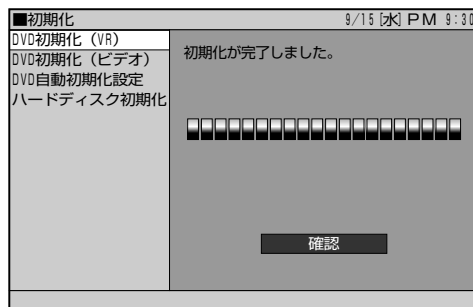 ■初期化 9/15[水] PM 9:30
DVD初期化（VR）
DVD初期化（ビデオ）
DVD自動初期化設定
ハードディスク初期化
初期化が完了しました。
確認